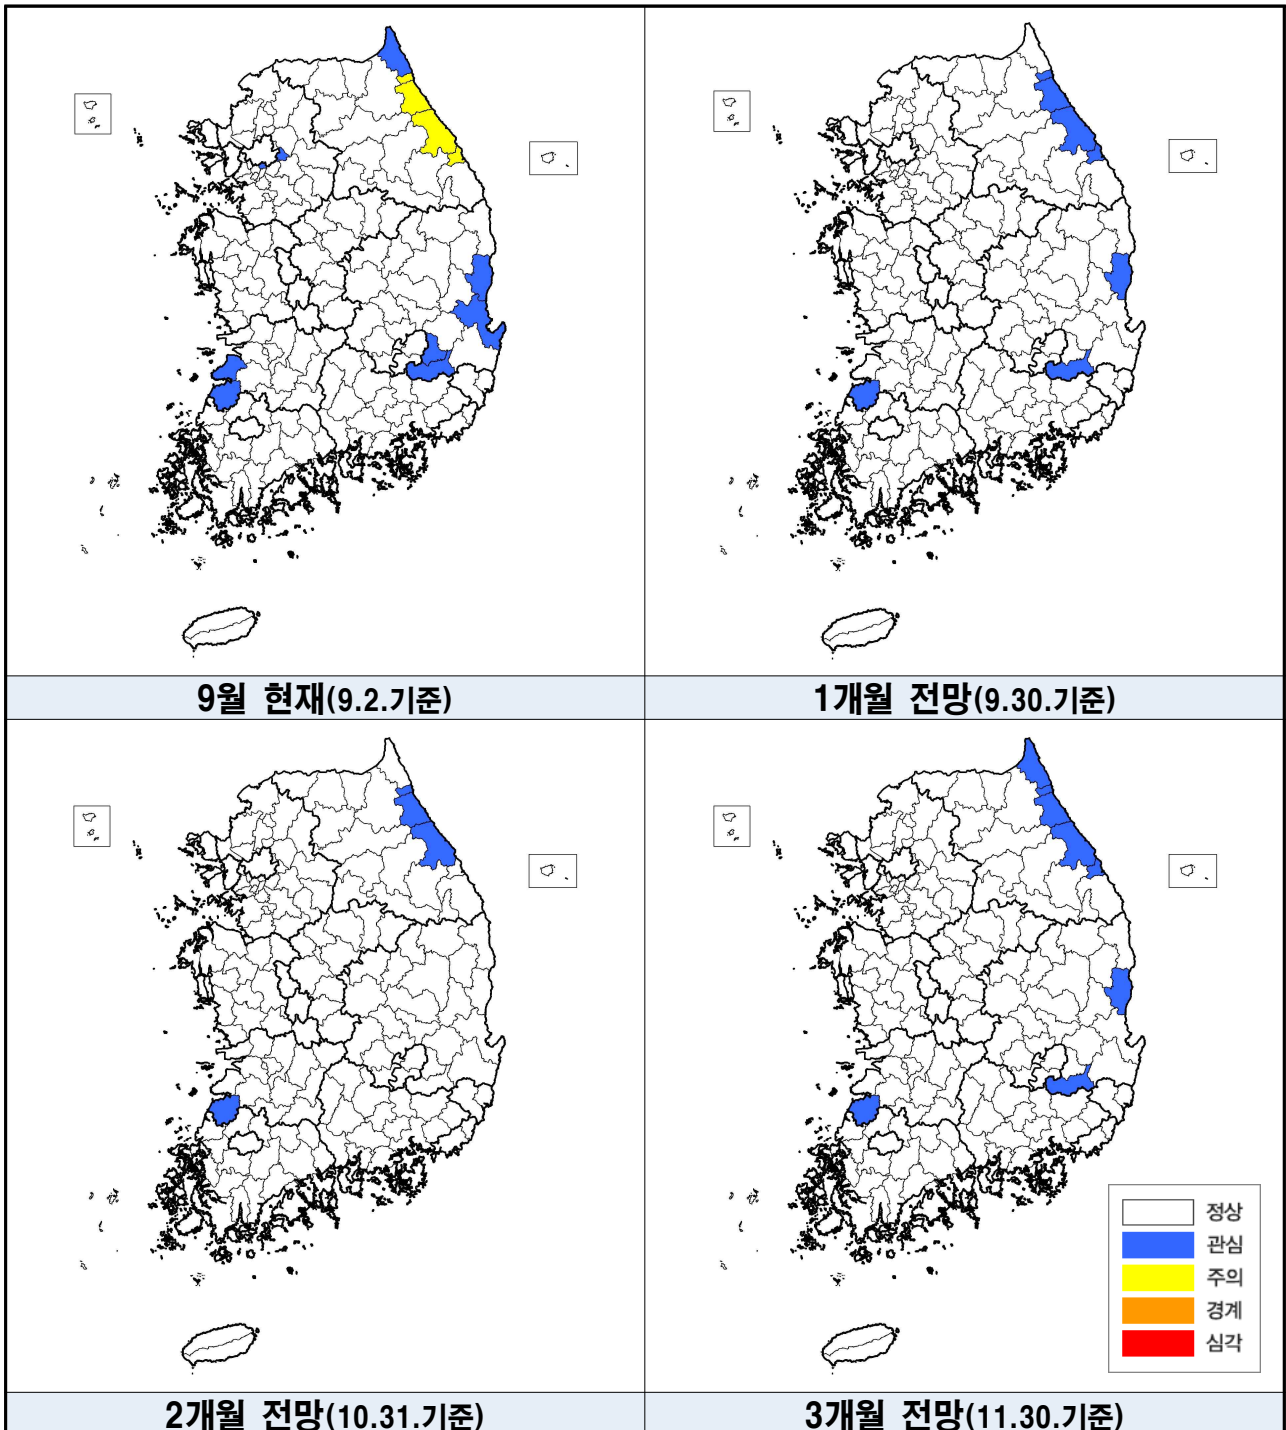 9월 현재(9.2.기준)
1개월 전망(9.30.기준)
정상
관심
주의
경계
심각
2개월 전망(10.31.기준)
3개월 전망(11.30.기준)